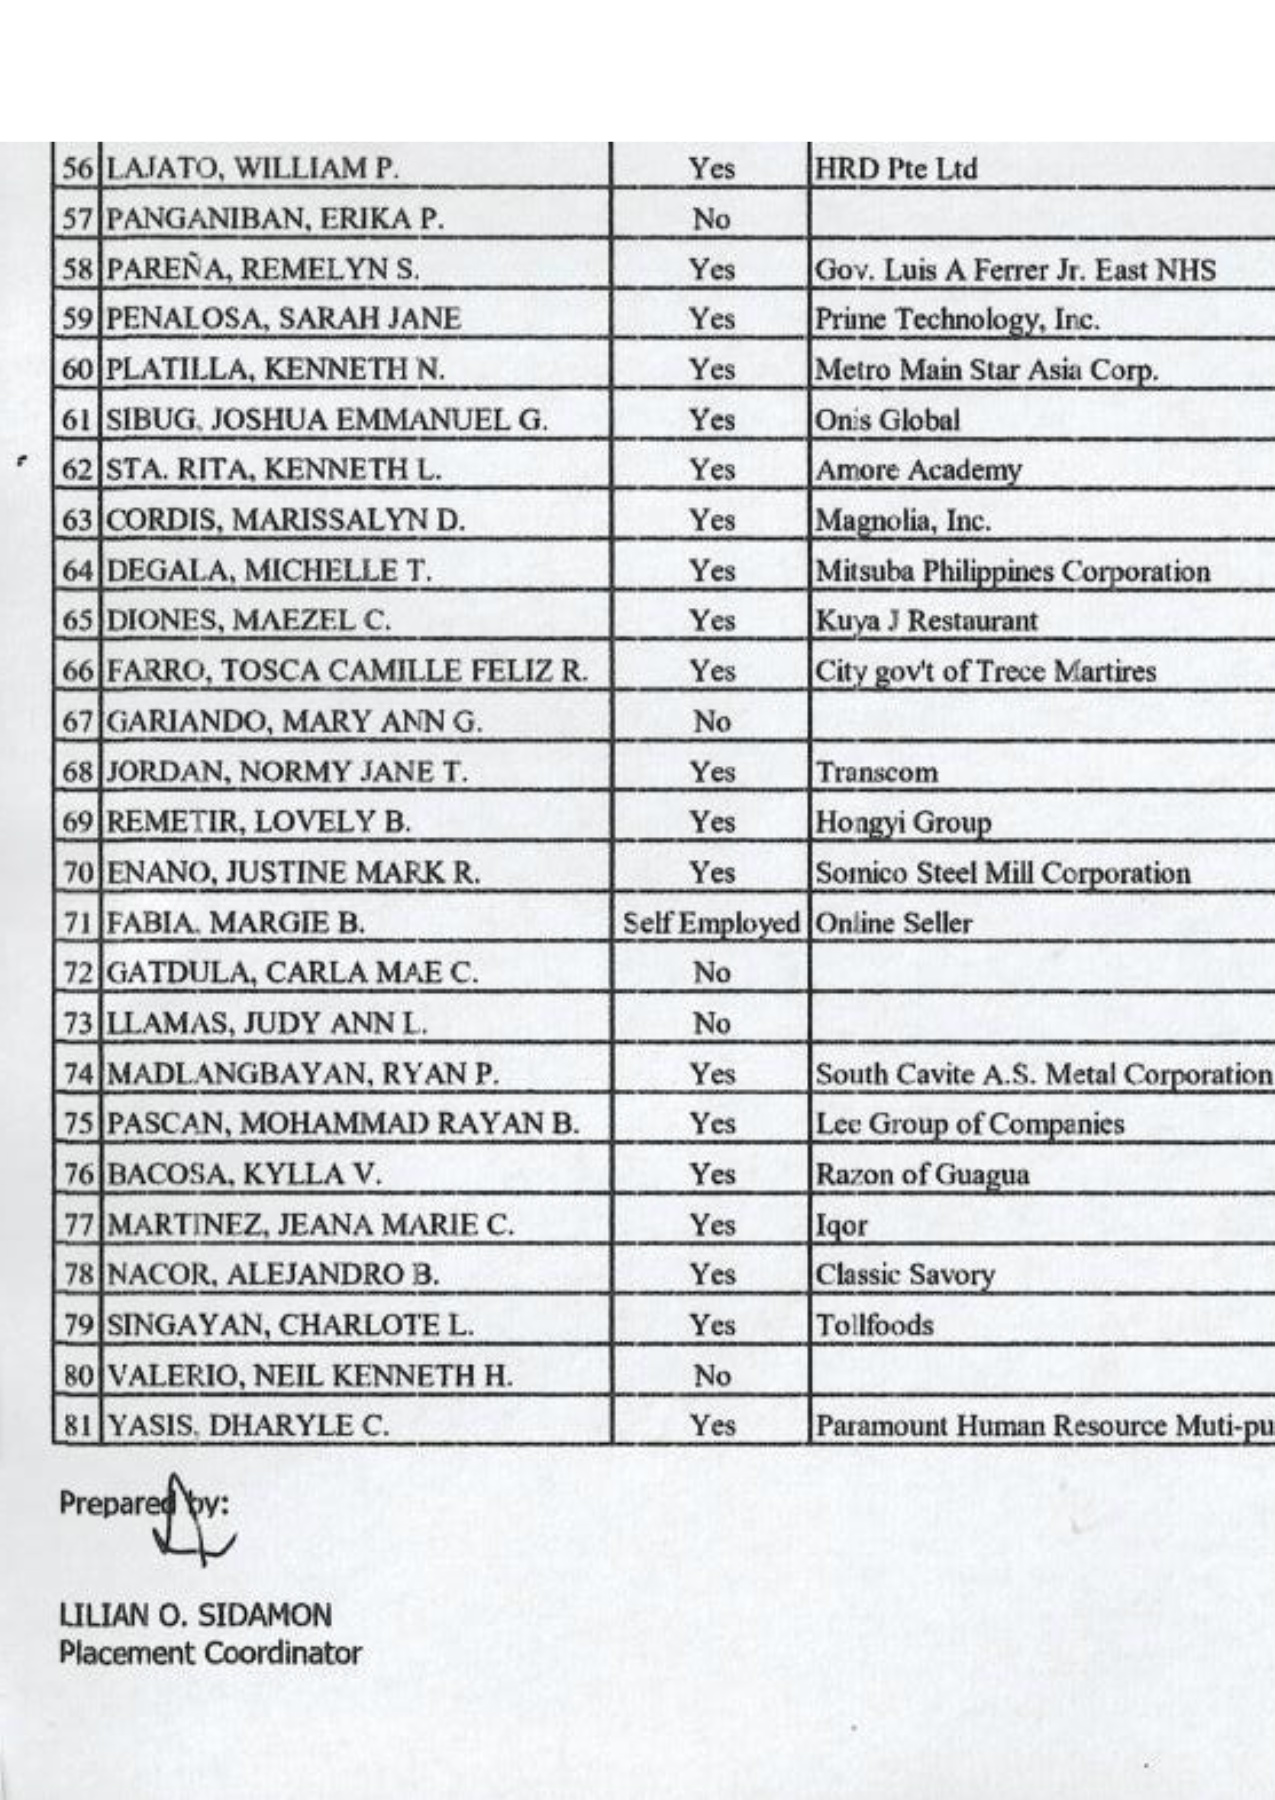 56 LAJATO, WILLIAM P. Yes HRD Pte Ltd
57 PANGANIBAN, ERIKA P. No
58 PAREÑA, REMELYN S. Yes Gov. Luis A Ferrer Jr. East NHS
59 PENALOSA, SARAH JANE Yes Prime Technology, Inc.
60 PLATILLA, KENNETH N. Yes Metro Main Star Asia Corp.
61 SIBUG, JOSHUA EMMANUEL G. Yes Onis Global
62 STA. RITA, KENNETH L. Yes Amore Academy
63 CORDIS, MARISSALYN D. Yes Magnolia, Inc.
64 DEGALA, MICHELLE T. Yes Mitsuba Philippines Corporation
65 DIONES, MAEZEL C. Yes Kuya J Restaurant
66 FARRO, TOSCA CAMILLE FELIZ R. Yes City gov't of Trece Martires
67 GARIANDO, MARY ANN G. No
68 JORDAN, NORMY JANE T. Yes Transcom
69 REMETIR, LOVELY B. Yes Hongyi Group
70 ENANO, JUSTINE MARK R. Yes Somico Steel Mill Corporation
71 FABIA, MARGIE B. Self Employed Online Seller
72 GATDULA, CARLA MAE C. No
73 LLAMAS, JUDY ANN L. No
74 MADLANGBAYAN, RYAN P. Yes South Cavite A.S. Metal Corporation
75 PASCAN, MOHAMMAD RAYAN B. Yes Lee Group of Companies
76 BACOSA, KYLLA V. Yes Razon of Guagua
77 MARTINEZ, JEANA MARIE C. Yes Iqor
78 NACOR, ALEJANDRO B. Yes Classic Savory
79 SINGAYAN, CHARLOTE L. Yes Tollfoods
80 VALERIO, NEIL KENNETH H. No
81 YASIS, DHARYLE C. Yes Paramount Human Resource Muti-pu
Prepared by:
LILIAN O. SIDAMON
Placement Coordinator